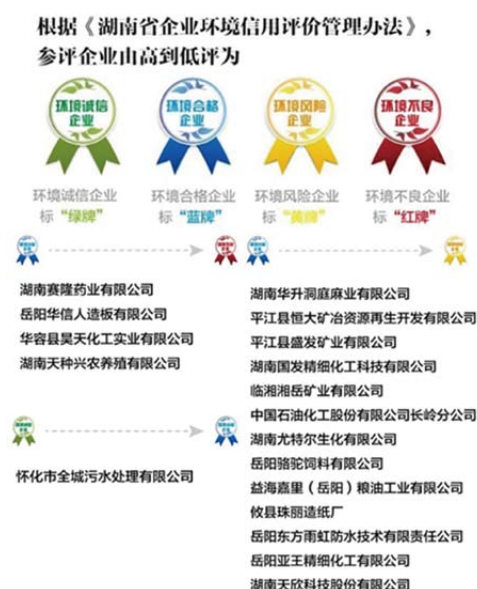 根据《湖南省企业环境信用评价管理办法》，
参评企业由高到低评为
环境诚信
企业
环境合格
企业
环境风险
企业
环境不良
企业
环境诚信企业
标“绿牌”
环境合格企业
标“蓝牌”
环境风险企业
标“黄牌”
环境不良企业
标“红牌”
湖南赛隆药业有限公司
岳阳华信人造板有限公司
华容县昊天化工实业有限公司
湖南天种兴农养殖有限公司
怀化市全城污水处理有限公司
湖南华升洞庭麻业有限公司
平江县恒大矿冶资源再生开发有限公司
平江县盛发矿业有限公司
湖南国发精细化工科技有限公司
临湘湘岳矿业有限公司
中国石油化工股份有限公司长岭分公司
湖南尤特尔生化有限公司
岳阳骆驼饲料有限公司
益海嘉里（岳阳）粮油工业有限公司
攸县珠丽造纸厂
岳阳东方雨虹防水技术有限责任公司
岳阳亚王精细化工有限公司
湖南天欣科技股份有限公司